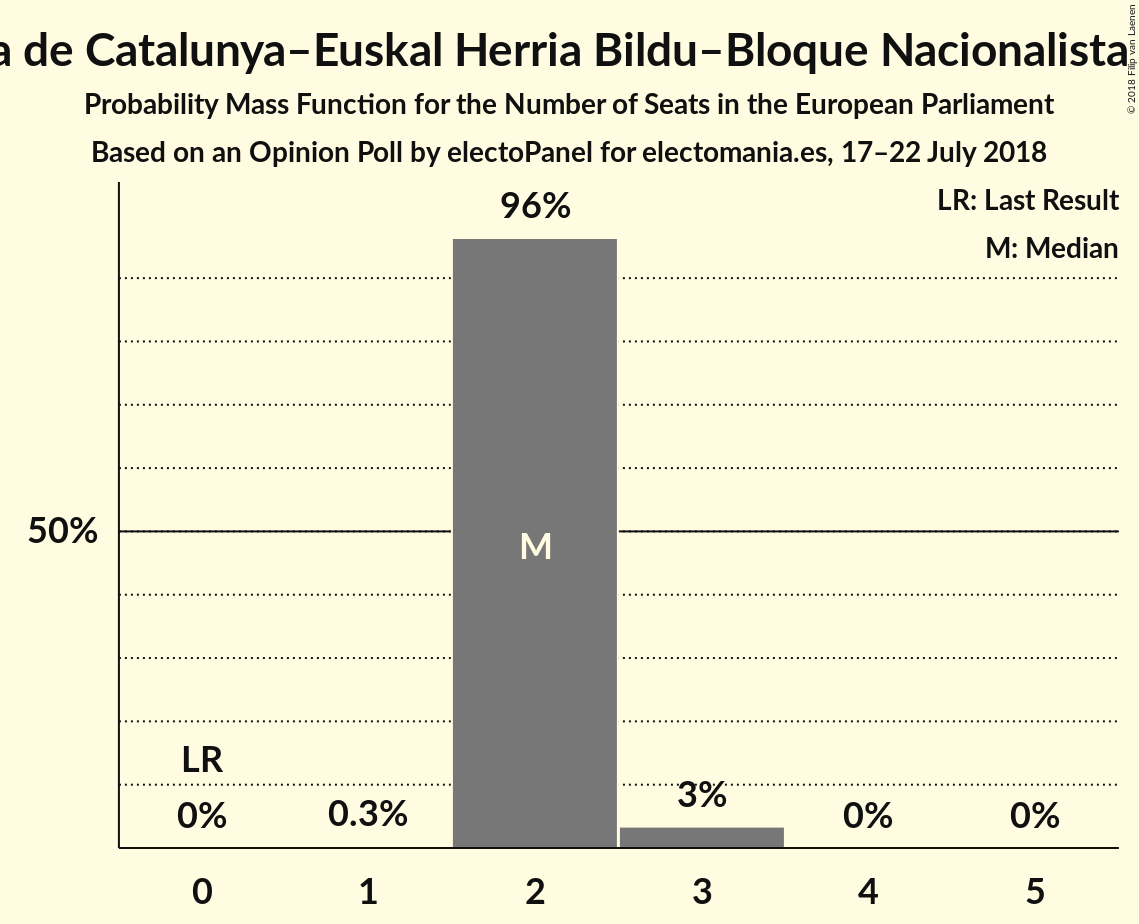 a de Catalunya–Euskal Herria Bildu–Bloque Nacionalista
© 2018 Filip van Laenen
Probability Mass Function for the Number of Seats in the European Parliament
Based on an Opinion Poll by electoPanel for electomania.es, 17–22 July 2018
LR: Last Result
M: Median
96%
50%
M
LR
0%
0.3%
3%
0%
0%
0 1 2 3 4 5